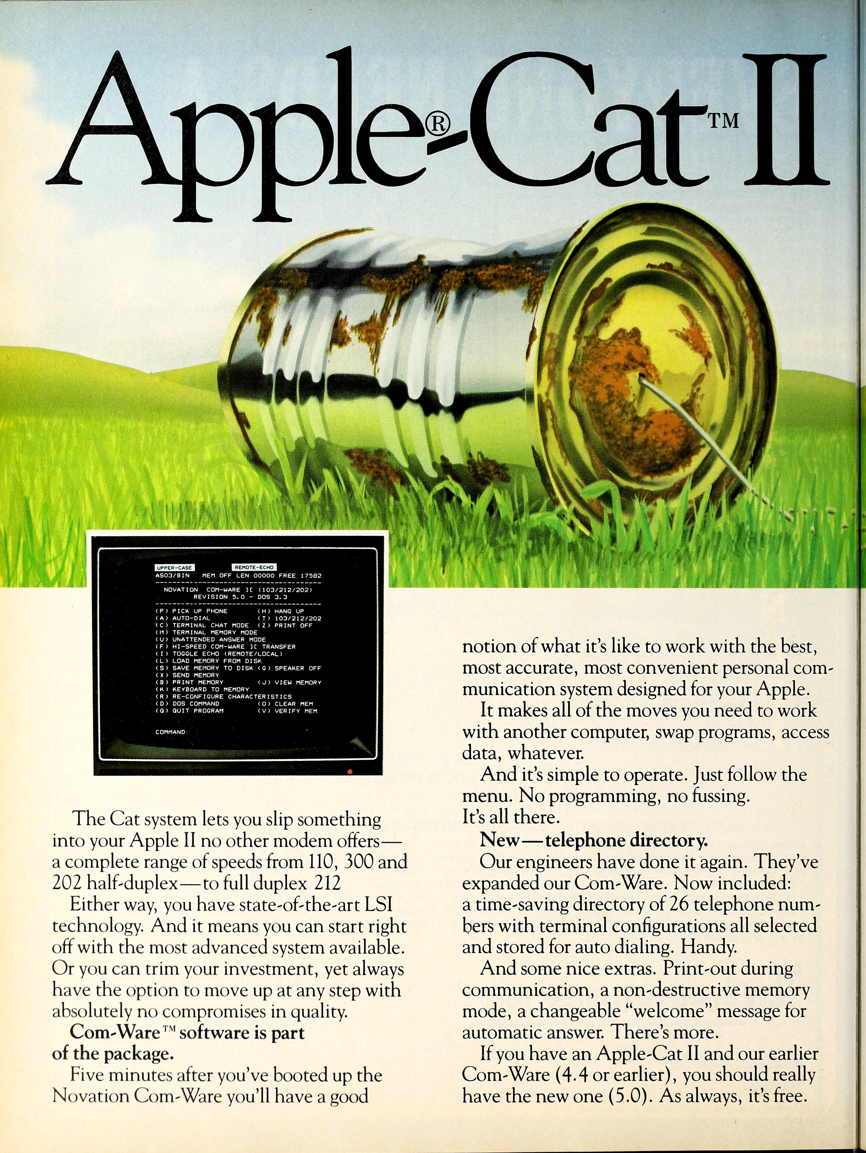 Apple®-Cat™ II
UPPER-CASE REMOTE-ECHO
AS03/BIN MEM OFF LEN 00000 FREE 17582
NOVATION COM-WARE ][ (103/212/202)
REVISION 5.0 - DOS 3.3
(P) PICK UP PHONE (H) HANG UP
(A) AUTO-DIAL (T) 103/212/202
(C) TERMINAL CHAT MODE (Z) PRINT OFF
(M) TERMINAL MEMORY MODE
(U) UNATTENDED ANSWER MODE
(F) HI-SPEED COM-WARE ][ TRANSFER
(I) TOGGLE ECHO (REMOTE/LOCAL)
(L) LOAD MEMORY FROM DISK
(S) SAVE MEMORY TO DISK (G) SPEAKER OFF
(X) SEND MEMORY
(B) PRINT MEMORY (J) VIEW MEMORY
(K) KEYBOARD TO MEMORY
(R) RE-CONFIGURE CHARACTERISTICS
(D) DOS COMMAND (O) CLEAR MEM
(Q) QUIT PROGRAM (V) VERIFY MEM
COMMAND:
The Cat system lets you slip something
into your Apple II no other modem offers—
a complete range of speeds from 110, 300 and
202 half-duplex—to full duplex 212
Either way, you have state-of-the-art LSI
technology. And it means you can start right
off with the most advanced system available.
Or you can trim your investment, yet always
have the option to move up at any step with
absolutely no compromises in quality.
Com-Ware™ software is part
of the package.
Five minutes after you've booted up the
Novation Com-Ware you'll have a good
notion of what it's like to work with the best,
most accurate, most convenient personal com-
munication system designed for your Apple.
It makes all of the moves you need to work
with another computer, swap programs, access
data, whatever.
And it's simple to operate. Just follow the
menu. No programming, no fussing.
It's all there.
New—telephone directory.
Our engineers have done it again. They've
expanded our Com-Ware. Now included:
a time-saving directory of 26 telephone num-
bers with terminal configurations all selected
and stored for auto dialing. Handy.
And some nice extras. Print-out during
communication, a non-destructive memory
mode, a changeable "welcome" message for
automatic answer. There's more.
If you have an Apple-Cat II and our earlier
Com-Ware (4.4 or earlier), you should really
have the new one (5.0). As always, it's free.